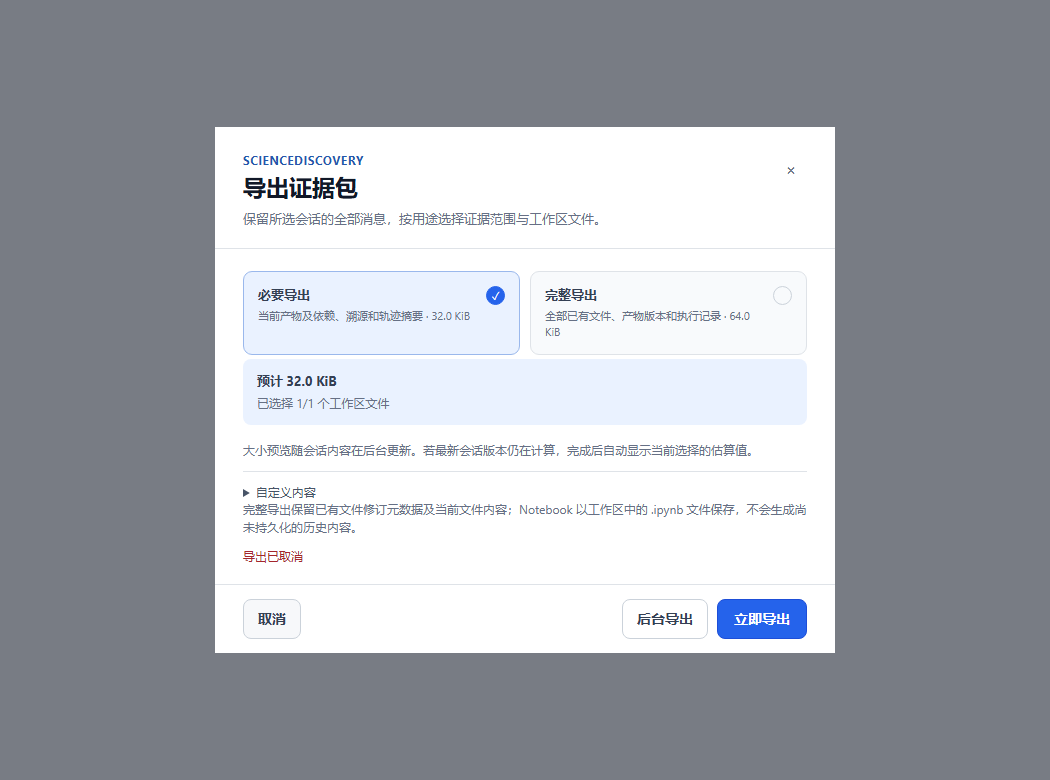 SCIENCEDISCOVERY
导出证据包
×
保留所选会话的全部消息，按用途选择证据范围与工作区文件。
必要导出
当前产物及依赖、溯源和轨迹摘要 · 32.0 KiB
完整导出
全部已有文件、产物版本和执行记录 · 64.0
KiB
预计 32.0 KiB
已选择 1/1 个工作区文件
大小预览随会话内容在后台更新。若最新会话版本仍在计算，完成后自动显示当前选择的估算值。
自定义内容
完整导出保留已有文件修订元数据及当前文件内容；Notebook 以工作区中的 .ipynb 文件保存，不会生成尚
未持久化的历史内容。
导出已取消
取消
后台导出
立即导出